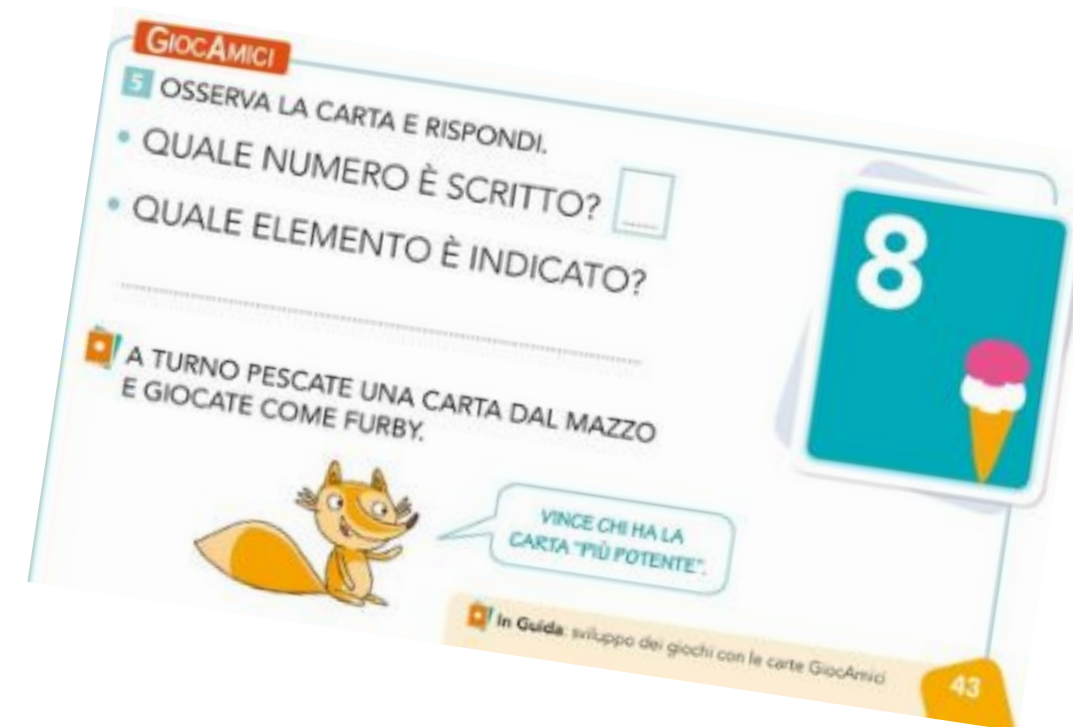 GIOCAMICI
5 OSSERVA LA CARTA E RISPONDI.
• QUALE NUMERO È SCRITTO?
• QUALE ELEMENTO È INDICATO?
A TURNO PESCATE UNA CARTA DAL MAZZO
E GIOCATE COME FURBY.
VINCE CHI HA LA
CARTA "PIÙ POTENTE".
8
In Guida: sviluppo dei giochi con le carte GiocAmici
43